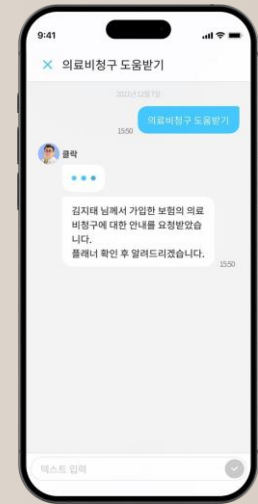 9:41
의료비청구 도움받기
의료비청구 도움받기
15:50
클락
김지태 님께서 가입한 보험의 의료
비청구에 대한 안내를 요청받았습
니다.
플래너 확인 후 알려드리겠습니다.
15:50
텍스트 입력